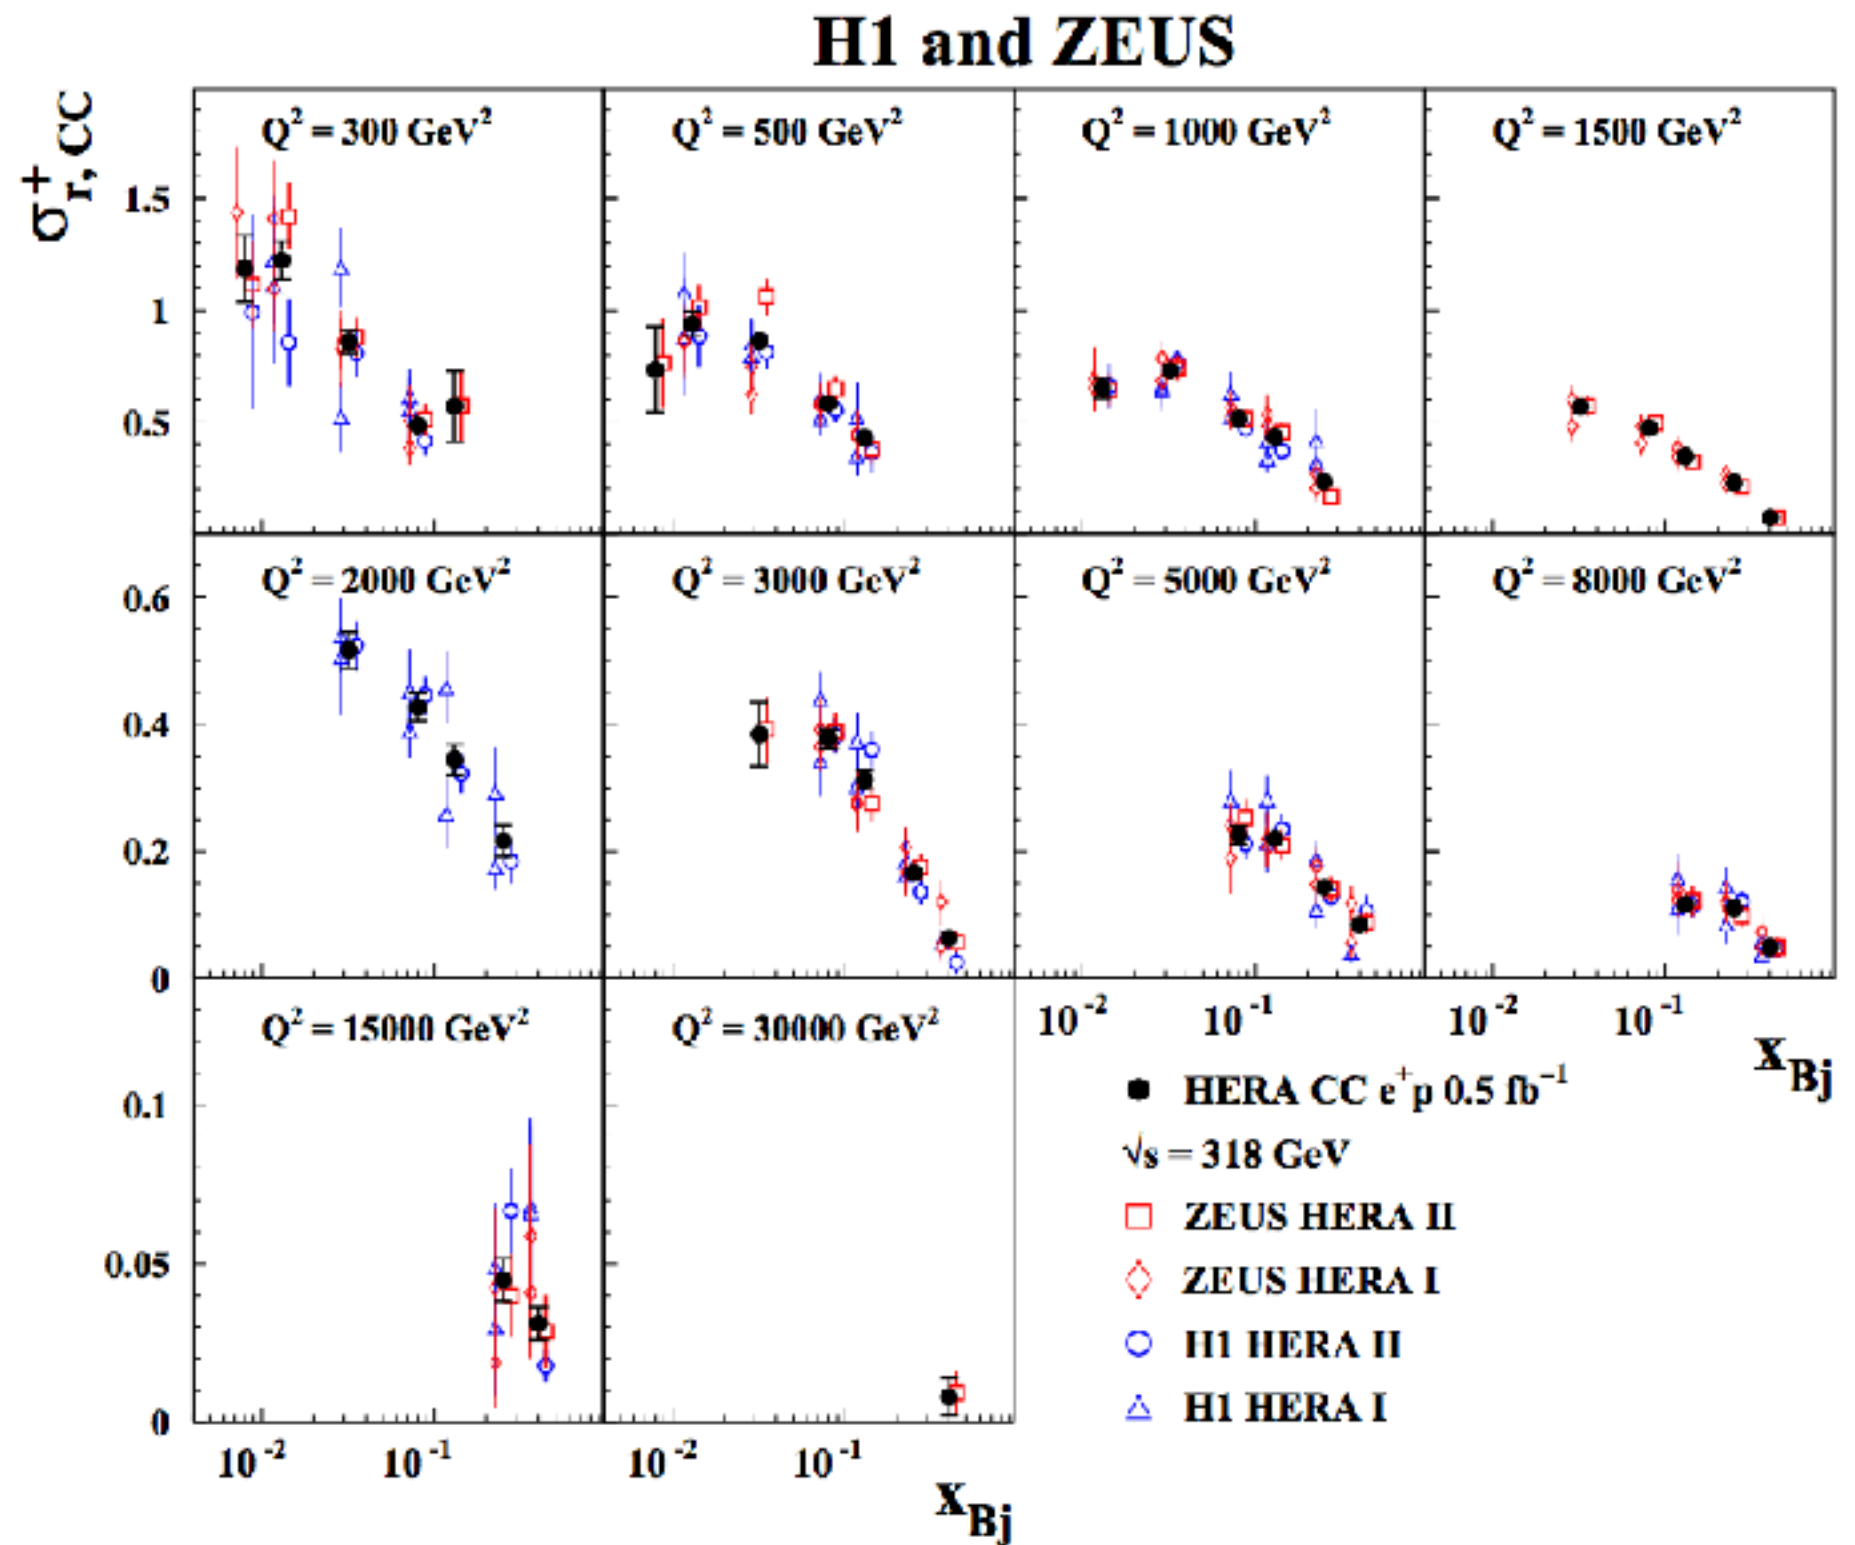 H1 and ZEUS
σ⁺r, CC
Q² = 300 GeV²
Q² = 500 GeV²
Q² = 1000 GeV²
Q² = 1500 GeV²
1.5
1
0.5
Q² = 2000 GeV²
Q² = 3000 GeV²
Q² = 5000 GeV²
Q² = 8000 GeV²
0.6
0.4
0.2
0
10⁻² 10⁻¹ 10⁻² 10⁻¹
xBj
Q² = 15000 GeV²
Q² = 30000 GeV²
0.1
0.05
0
10⁻² 10⁻¹ 10⁻² 10⁻¹
xBj
HERA CC e⁺p 0.5 fb⁻¹
√s = 318 GeV
ZEUS HERA II
ZEUS HERA I
H1 HERA II
H1 HERA I